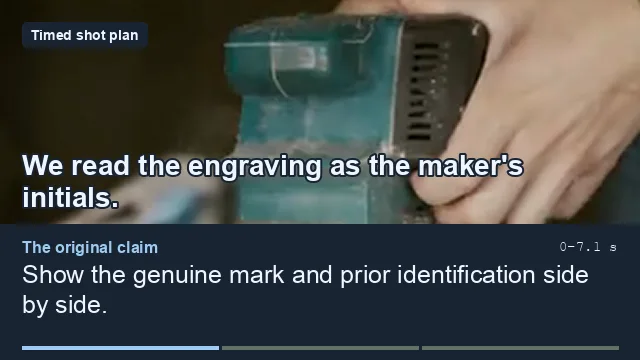 Timed shot plan
We read the engraving as the maker's
initials.
The original claim
0–7.1 s
Show the genuine mark and prior identification side
by side.